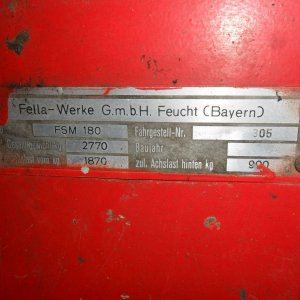 Fella-Werke G.m.b.H. Feucht (Bayern)
FSM 180 Fahrgestell-Nr. 305
2770 Baujahr
1870 zul. Achslast hinten kg 900